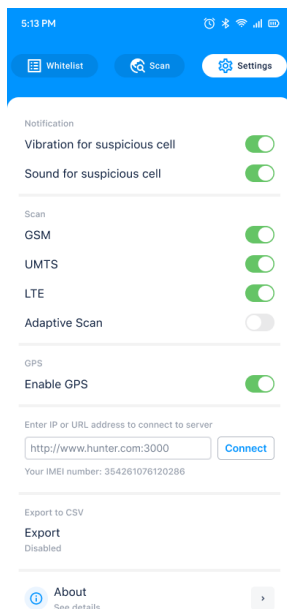 5:13 PM
Whitelist
Scan
Settings
Notification
Vibration for suspicious cell
Sound for suspicious cell
Scan
GSM
UMTS
LTE
Adaptive Scan
GPS
Enable GPS
Enter IP or URL address to connect to server
http://www.hunter.com:3000 Connect
Your IMEI number: 354261076120286
Export to CSV
Export
Disabled
About
See details